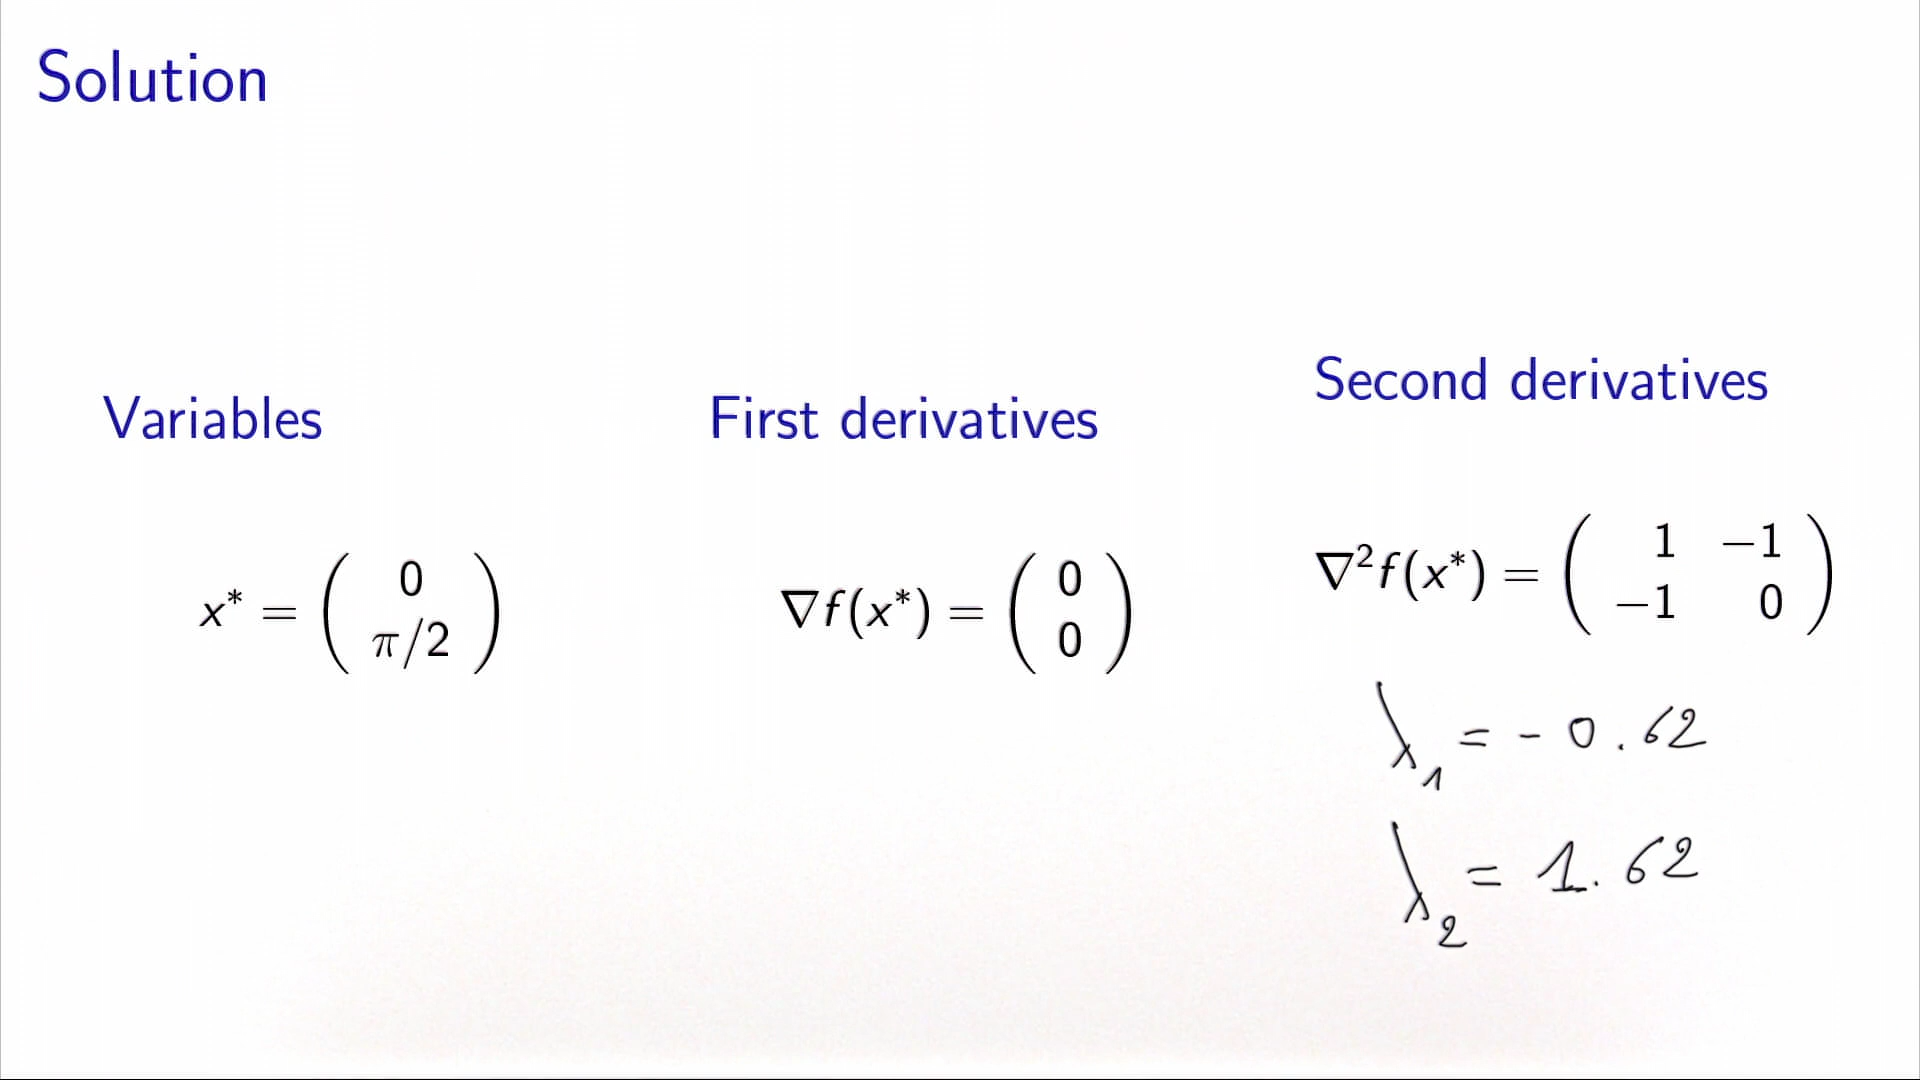 Solution
Variables
x* = ( 0
π/2 )
First derivatives
∇f(x*) = ( 0
0 )
Second derivatives
∇²f(x*) = ( 1 −1
−1 0 )
λ₁ = - 0.62
λ₂ = 1.62